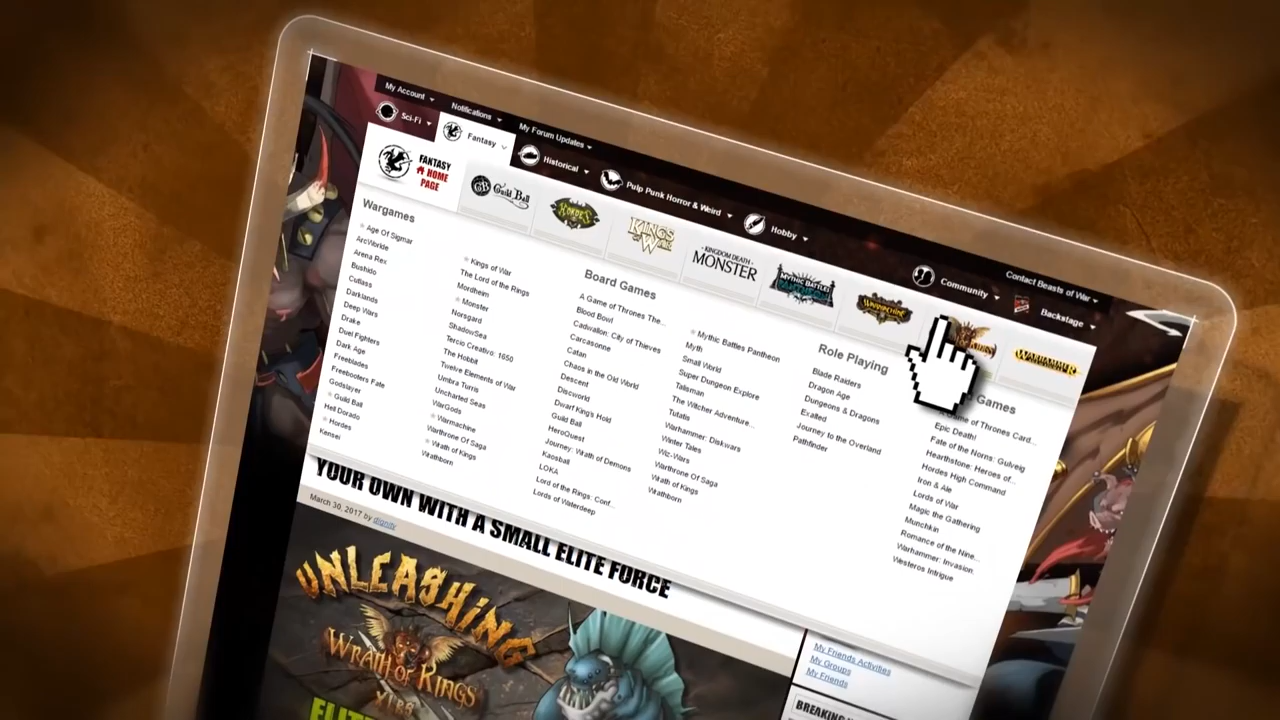 My Account
Notifications
My Forum Updates
Contact Beasts of War
Sci-Fi
Fantasy
Historical
Pulp Punk Horror & Weird
Hobby
Community
Backstage
FANTASY
HOME
PAGE
GB Guild Ball
HORDES
KINGS
OF WAR
KINGDOM DEATH
MONSTER
MYTHIC BATTLES
PANTHEON
WARMACHINE
WARHAMMER
Wargames
Age Of Sigmar
ArcWorlde
Arena Rex
Bushido
Cutlass
Darklands
Deep Wars
Drake
Duel Fighters
Dark Age
Freeblades
Freebooters Fate
Godslayer
Guild Ball
Hell Dorado
Hordes
Kensei
Kings of War
The Lord of the Rings
Mordheim
Monster
Norsgard
ShadowSea
Tercio Creativo: 1650
The Hobbit
Twelve Elements of War
Umbra Turris
Uncharted Seas
WarGods
Warmachine
Warthrone Of Saga
Wrath of Kings
Wrathborn
Board Games
A Game of Thrones The...
Blood Bowl
Cadwallon: City of Thieves
Carcasonne
Catan
Chaos in the Old World
Descent
Discworld
Dwarf King's Hold
Guild Ball
HeroQuest
Journey: Wrath of Demons
Kaosball
LOKA
Lord of the Rings: Conf...
Lords of Waterdeep
Mythic Battles Pantheon
Myth
Small World
Super Dungeon Explore
Talisman
The Witcher Adventure...
Tutatis
Warhammer: Diskwars
Winter Tales
Wiz-Wars
Warthrone Of Saga
Wrath of Kings
Wrathborn
Role Playing
Blade Raiders
Dragon Age
Dungeons & Dragons
Exalted
Journey to the Overland
Pathfinder
Games
of Thrones Card...
Epic Death!
Fate of the Norns: Gulveig
Hearthstone: Heroes of...
Hordes High Command
Iron & Ale
Lords of War
Magic the Gathering
Munchkin
Romance of the Nine...
Warhammer: Invasion
Westeros Intrigue
YOUR OWN WITH A SMALL ELITE FORCE
March 30, 2017 by dignity
UNLEASHING
WRATH OF KINGS
ELITE
My Friends Activities
My Groups
My Friends
BREAKING